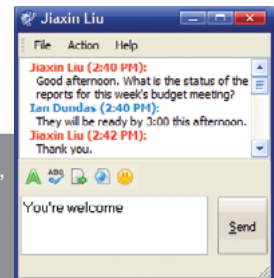 Jiaxin Liu
File Action Help
Jiaxin Liu (2:40 PM):
Good afternoon. What is the status of the
reports for this week's budget meeting?
Ian Dundas (2:40 PM):
They will be ready by 3:00 this afternoon.
Jiaxin Liu (2:42 PM):
Thank you.
A ABC
You're welcome
Send